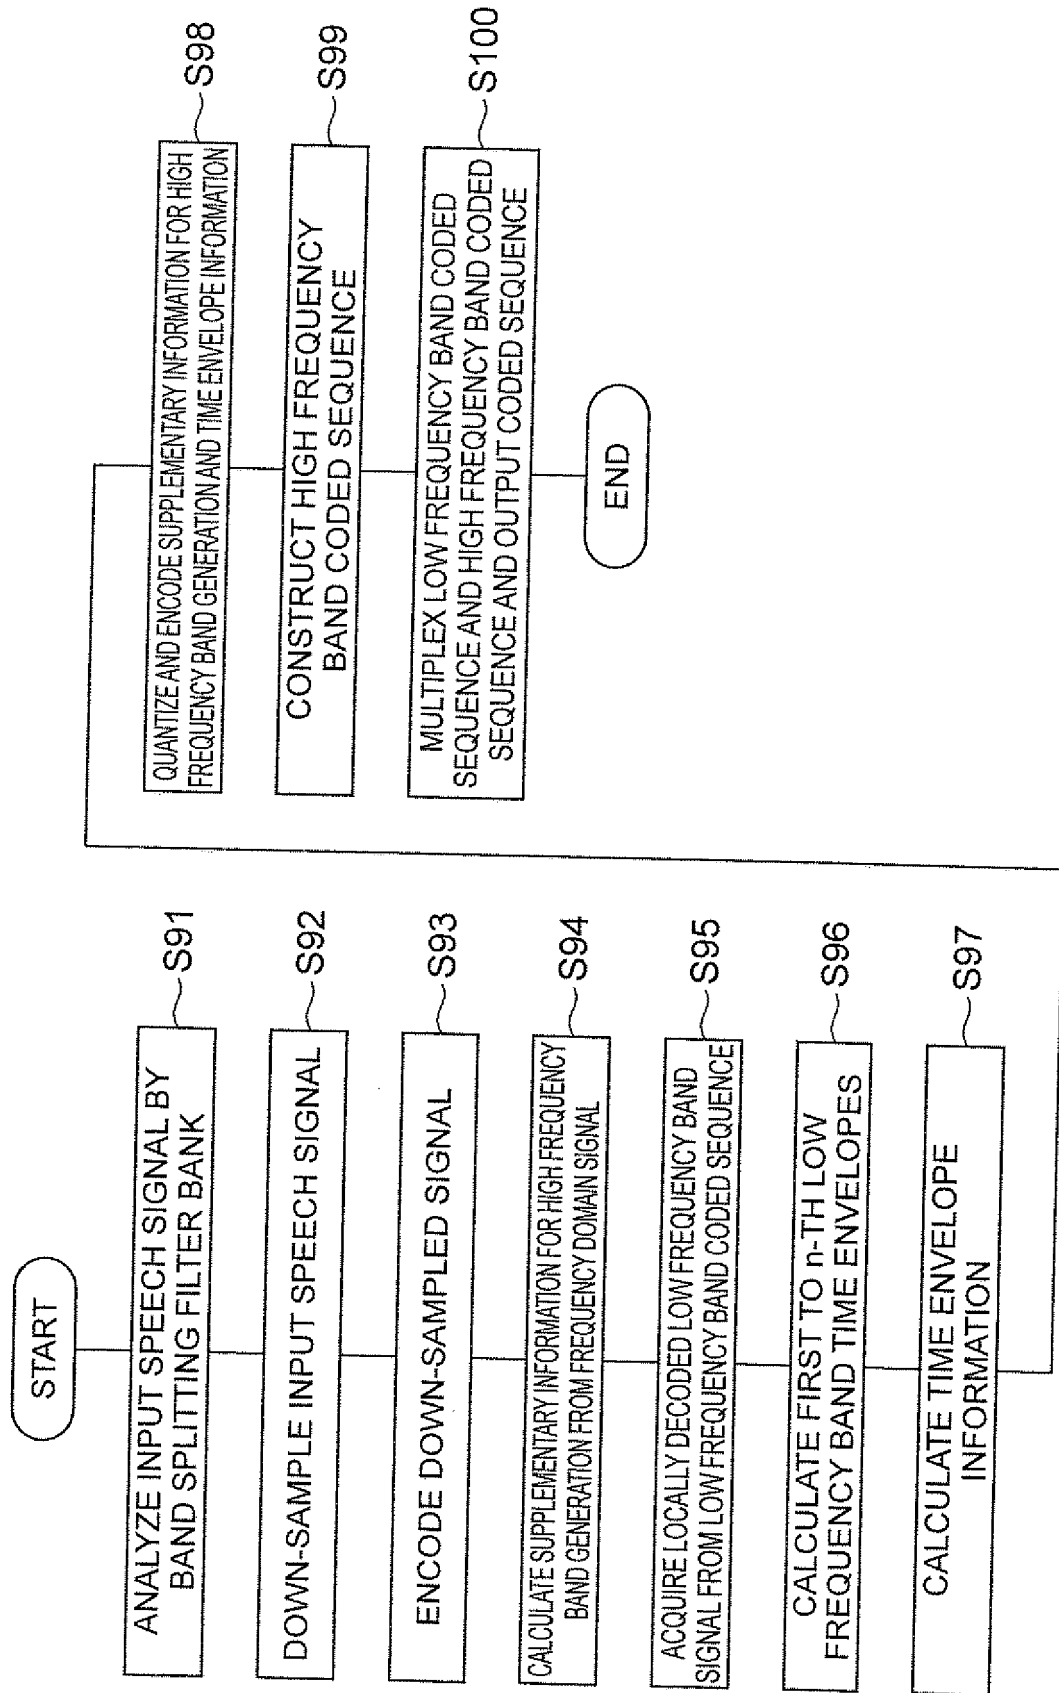 START
ANALYZE INPUT SPEECH SIGNAL BY
BAND SPLITTING FILTER BANK
S91
DOWN-SAMPLE INPUT SPEECH SIGNAL
S92
ENCODE DOWN-SAMPLED SIGNAL
S93
CALCULATE SUPPLEMENTARY INFORMATION FOR HIGH FREQUENCY
BAND GENERATION FROM FREQUENCY DOMAIN SIGNAL
S94
ACQUIRE LOCALLY DECODED LOW FREQUENCY BAND
SIGNAL FROM LOW FREQUENCY BAND CODED SEQUENCE
S95
CALCULATE FIRST TO n-TH LOW
FREQUENCY BAND TIME ENVELOPES
S96
CALCULATE TIME ENVELOPE
INFORMATION
S97
QUANTIZE AND ENCODE SUPPLEMENTARY INFORMATION FOR HIGH
FREQUENCY BAND GENERATION AND TIME ENVELOPE INFORMATION
S98
CONSTRUCT HIGH FREQUENCY
BAND CODED SEQUENCE
S99
MULTIPLEX LOW FREQUENCY BAND CODED
SEQUENCE AND HIGH FREQUENCY BAND CODED
SEQUENCE AND OUTPUT CODED SEQUENCE
S100
END